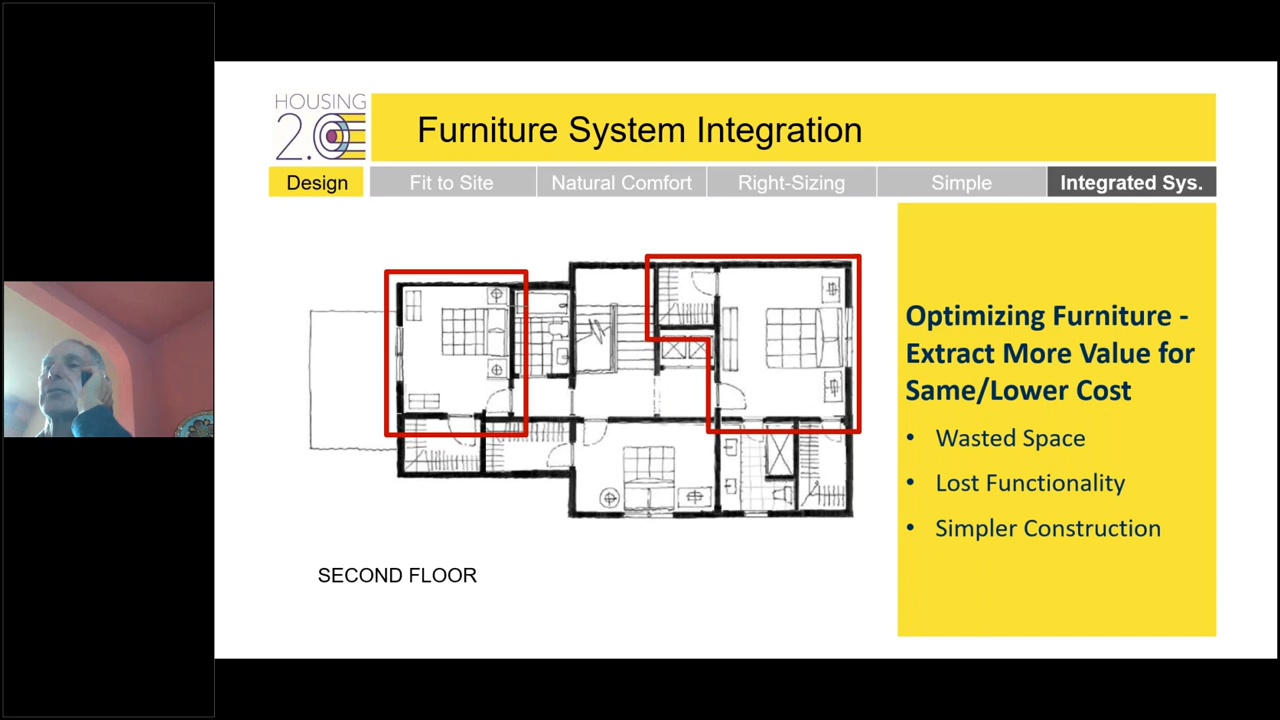 HOUSING
2.0
Furniture System Integration
Design
Fit to Site
Natural Comfort
Right-Sizing
Simple
Integrated Sys.
Optimizing Furniture -
Extract More Value for
Same/Lower Cost
• Wasted Space
• Lost Functionality
• Simpler Construction
SECOND FLOOR